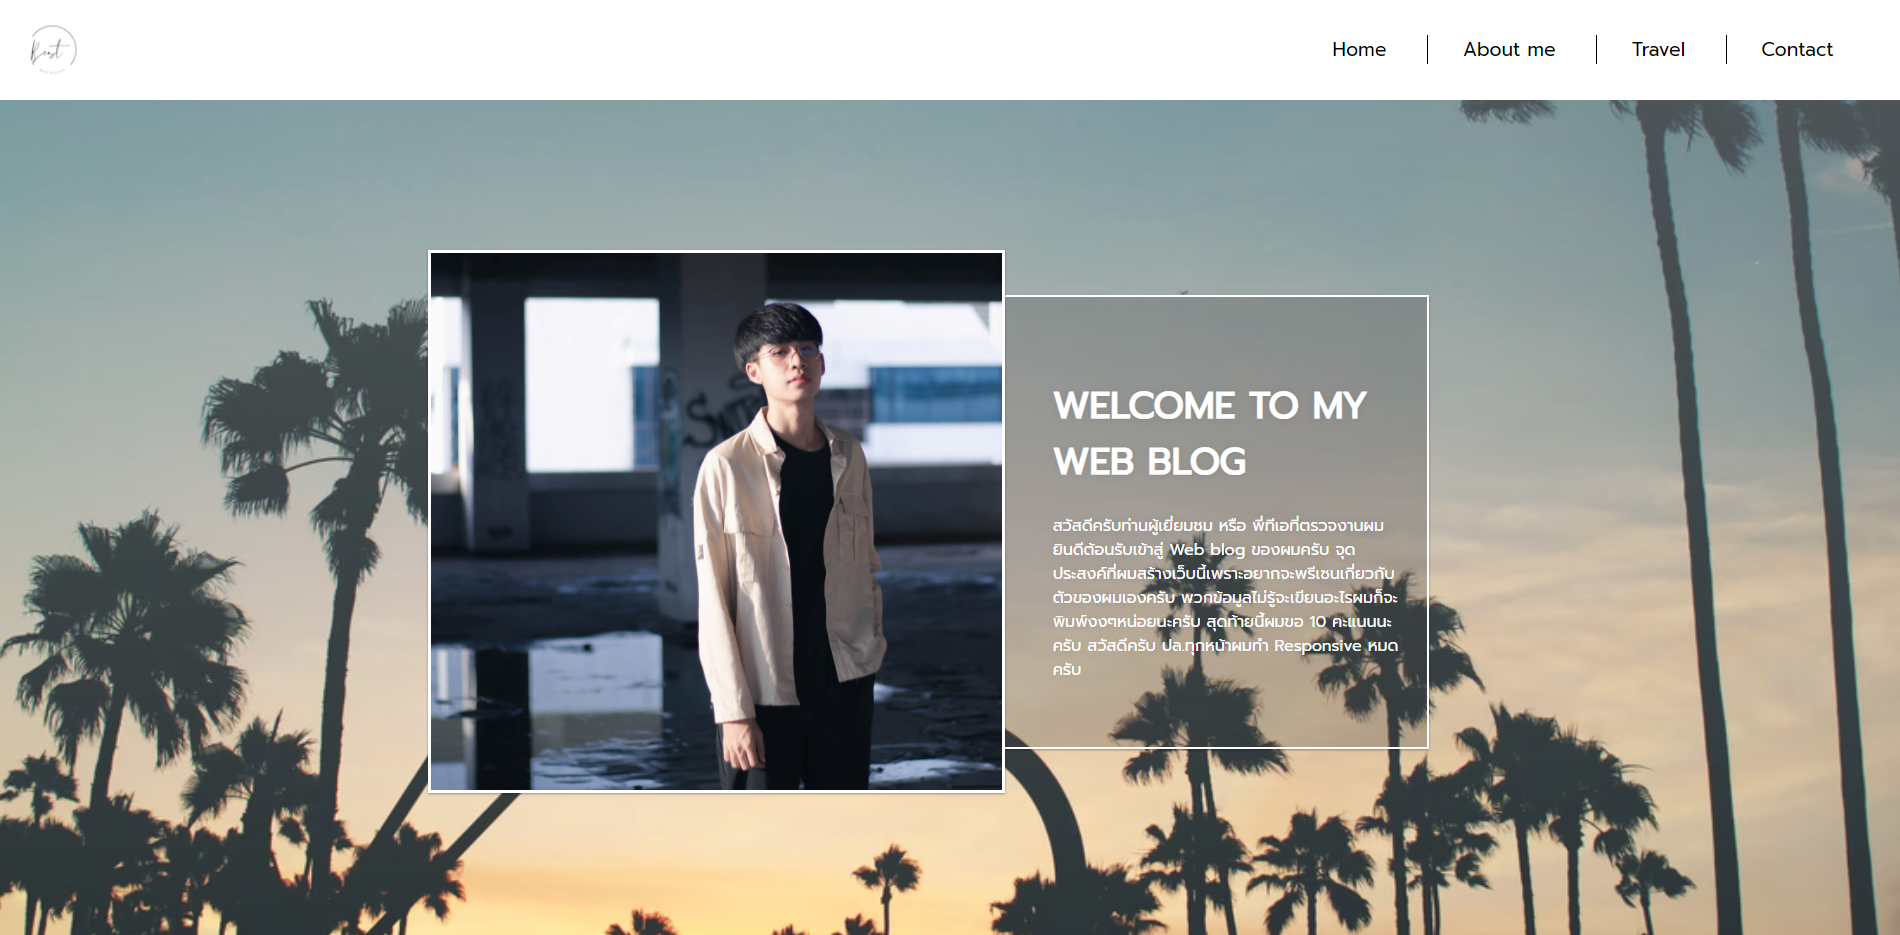 Best
Home
About me
Travel
Contact
WELCOME TO MY
WEB BLOG
สวัสดีครับท่านผู้เยี่ยมชม หรือ พี่ทีเอที่ตรวจงานผม
ยินดีต้อนรับเข้าสู่ Web blog ของผมครับ จุด
ประสงค์ที่ผมสร้างเว็บนี้เพราะอยากจะพรีเซนเกี่ยวกับ
ตัวของผมเองครับ พวกข้อมูลไม่รู้จะเขียนอะไรผมก็จะ
พิมพ์งงๆหน่อยนะครับ สุดท้ายนี้ผมขอ 10 คะแนนนะ
ครับ สวัสดีครับ ปล.ทุกหน้าผมทำ Responsive หมด
ครับ